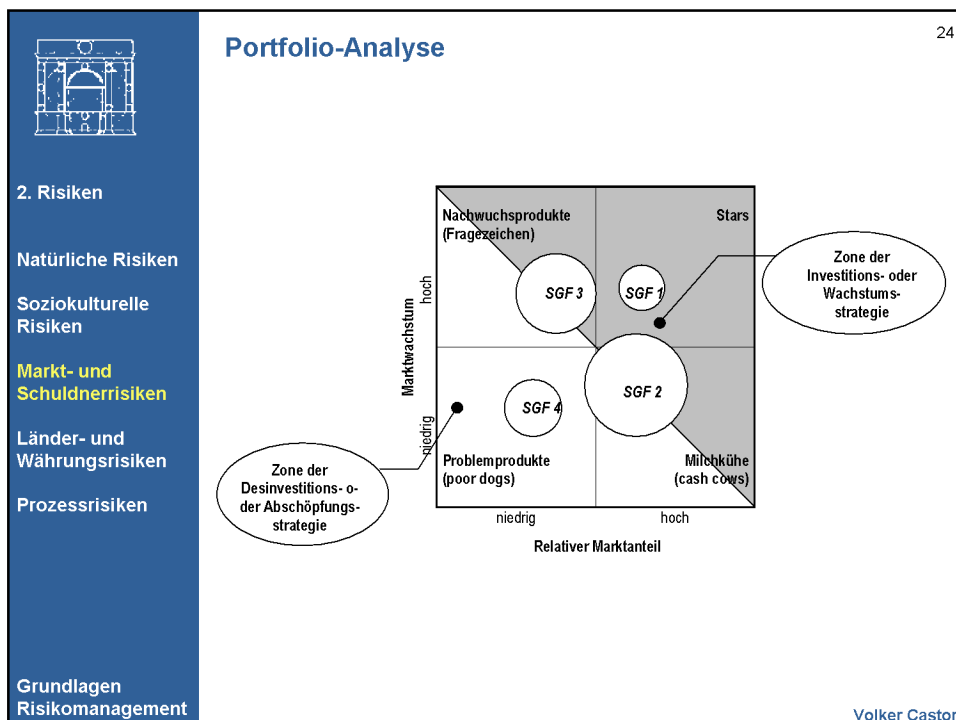 24
Portfolio-Analyse
2. Risiken
Natürliche Risiken
Soziokulturelle
Risiken
Markt- und
Schuldnerrisiken
Länder- und
Währungsrisiken
Prozessrisiken
Grundlagen
Risikomanagement
Nachwuchsprodukte
(Fragezeichen)
Stars
SGF 3
SGF 1
SGF 2
SGF 4
Problemprodukte
(poor dogs)
Milchkühe
(cash cows)
Marktwachstum
hoch
niedrig
niedrig
hoch
Relativer Marktanteil
Zone der
Investitions- oder
Wachstums-
strategie
Zone der
Desinvestitions- o-
der Abschöpfungs-
strategie
Volker Castor